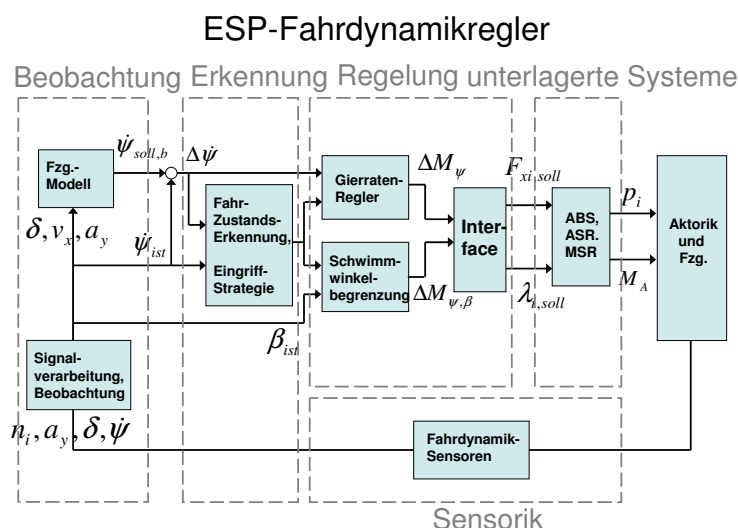 ESP-Fahrdynamikregler
Beobachtung Erkennung Regelung unterlagerte Systeme
Fzg.-
Modell
ψ̇soll,b
Δψ̇
δ, vx, ay
ψ̇ist
Fahr-
Zustands-
Erkennung,
Eingriff-
Strategie
Gierraten-
Regler
ΔMψ
Schwimm-
winkel-
begrenzung
ΔMψ,β
βist
Inter-
face
Fxi,soll
λi,soll
ABS,
ASR.
MSR
pi
MA
Aktorik
und
Fzg.
Signal-
verarbeitung,
Beobachtung
ni, ay, δ, ψ̇
Fahrdynamik-
Sensoren
Sensorik